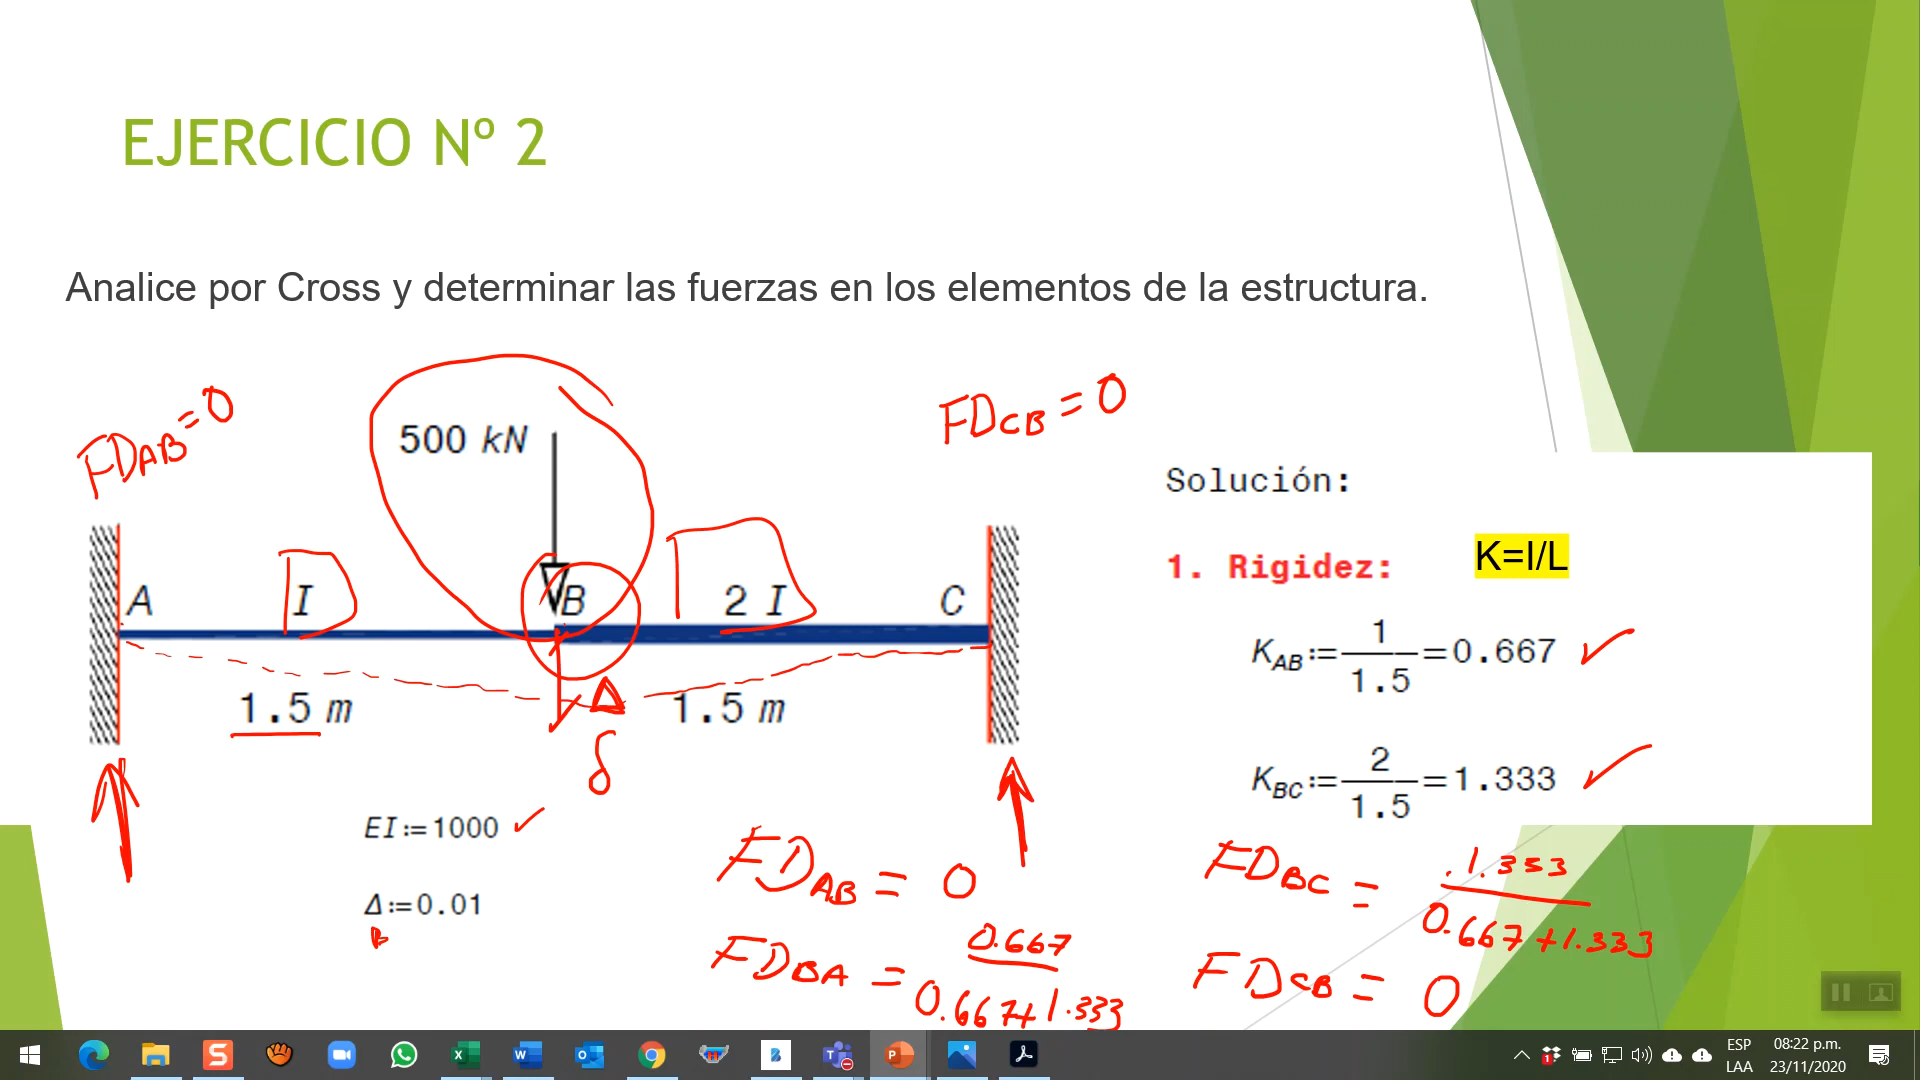 EJERCICIO Nº 2
Analice por Cross y determinar las fuerzas en los elementos de la estructura.
FDAB=0
500 kN
FDCB=0
A
I
B
2 I
C
1.5 m
Δ
1.5 m
δ
EI:=1000
Δ:=0.01
B
Solución:
1. Rigidez:
K=I/L
KAB:=1/1.5=0.667
KBC:=2/1.5=1.333
FDAB = 0
FDBA = 0.667/0.667+1.333
FDBC = 1.333/0.667+1.333
FDCB = 0
1
ESP
LAA
08:22 p.m.
23/11/2020